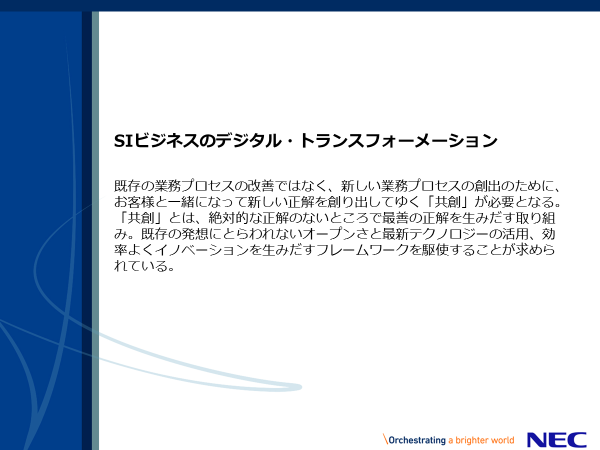 SIビジネスのデジタル・トランスフォーメーション
既存の業務プロセスの改善ではなく、新しい業務プロセスの創出のために、
お客様と一緒になって新しい正解を創り出してゆく「共創」が必要となる。
「共創」とは、絶対的な正解のないところで最善の正解を生みだす取り組
み。既存の発想にとらわれないオープンさと最新テクノロジーの活用、効
率よくイノベーションを生みだすフレームワークを駆使することが求めら
れている。
\Orchestrating a brighter world NEC